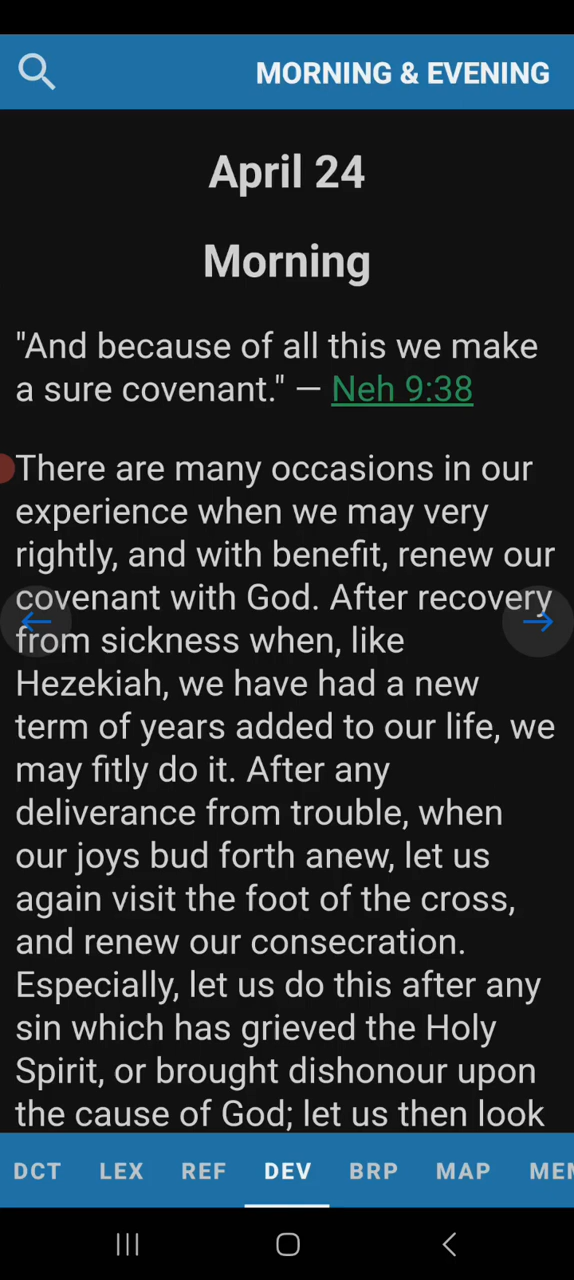 MORNING & EVENING
April 24
Morning
"And because of all this we make
a sure covenant." — Neh 9:38
There are many occasions in our
experience when we may very
rightly, and with benefit, renew our
covenant with God. After recovery
from sickness when, like
Hezekiah, we have had a new
term of years added to our life, we
may fitly do it. After any
deliverance from trouble, when
our joys bud forth anew, let us
again visit the foot of the cross,
and renew our consecration.
Especially, let us do this after any
sin which has grieved the Holy
Spirit, or brought dishonour upon
the cause of God; let us then look
DCT LEX REF DEV BRP MAP MEM